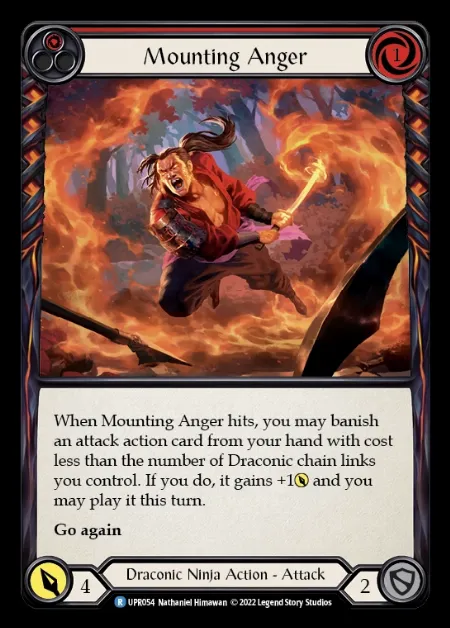 Mounting Anger
1
When Mounting Anger hits, you may banish
an attack action card from your hand with cost
less than the number of Draconic chain links
you control. If you do, it gains +1 and you
may play it this turn.
Go again
4
Draconic Ninja Action - Attack
2
R UPR054 Nathaniel Himawan © 2022 Legend Story Studios